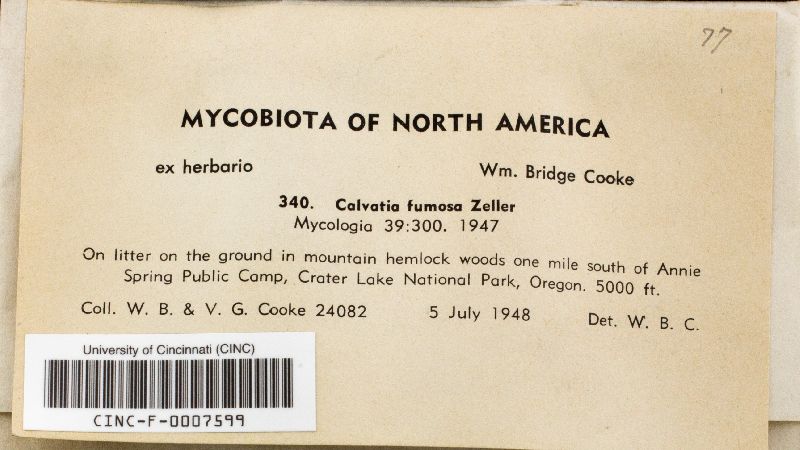 77
MYCOBIOTA OF NORTH AMERICA
ex herbario Wm. Bridge Cooke
340. Calvatia fumosa Zeller
Mycologia 39:300. 1947
On litter on the ground in mountain hemlock woods one mile south of Annie
Spring Public Camp, Crater Lake National Park, Oregon. 5000 ft.
Coll. W. B. & V. G. Cooke 24082 5 July 1948 Det. W. B. C.
University of Cincinnati (CINC)
CINC-F-0007599